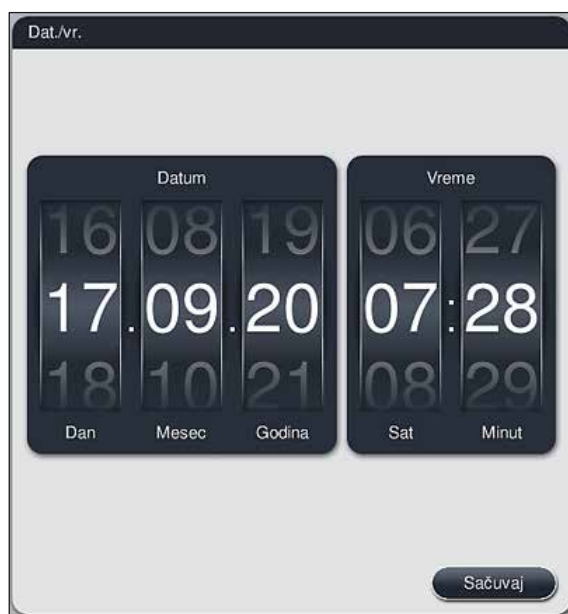 Dat./vr.
Datum Vreme
16 08 19 06 27
17.09.20 07:28
18 10 21 08 29
Dan Mesec Godina Sat Minut
Sačuvaj